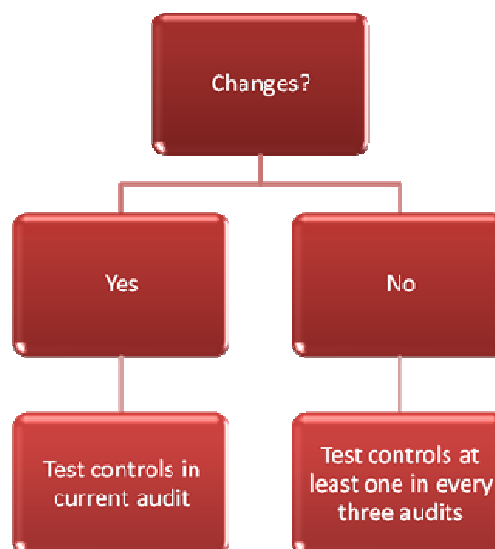 Changes?
Yes
No
Test controls in
current audit
Test controls at
least one in every
three audits